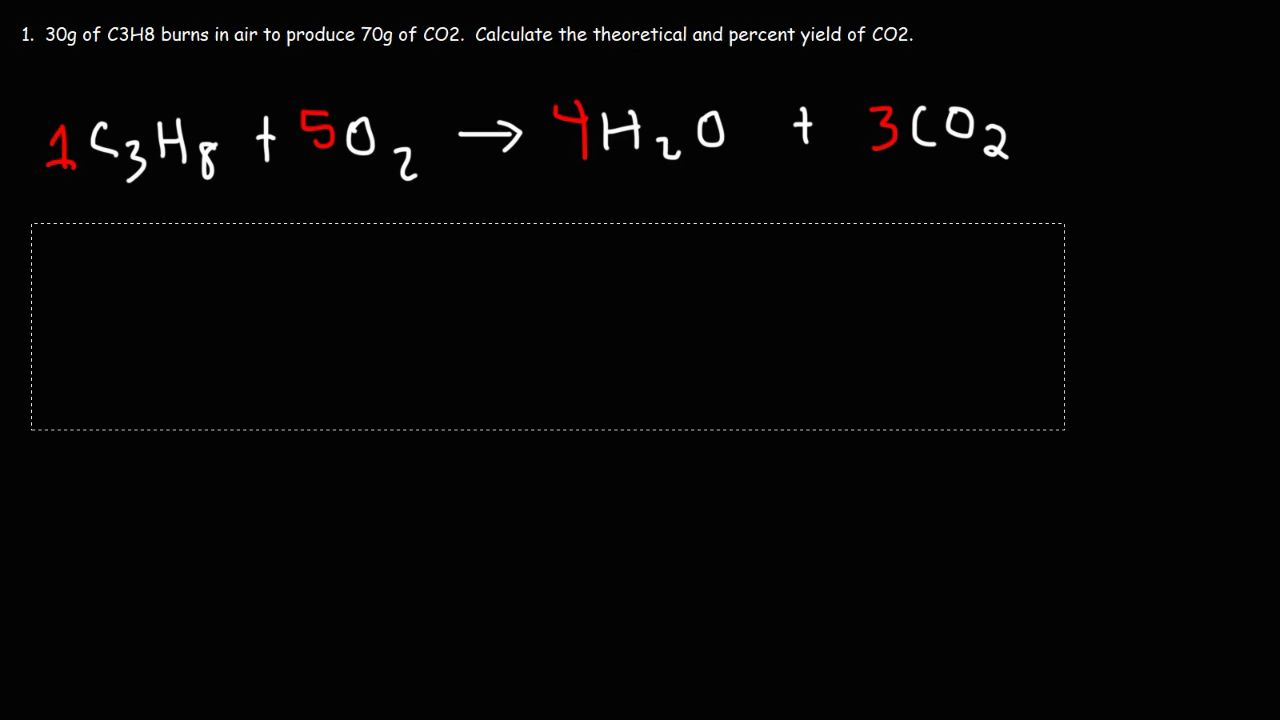 1. 30g of C3H8 burns in air to produce 70g of CO2. Calculate the theoretical and percent yield of CO2.
1C₃H₈ + 5O₂ → 4H₂O + 3CO₂